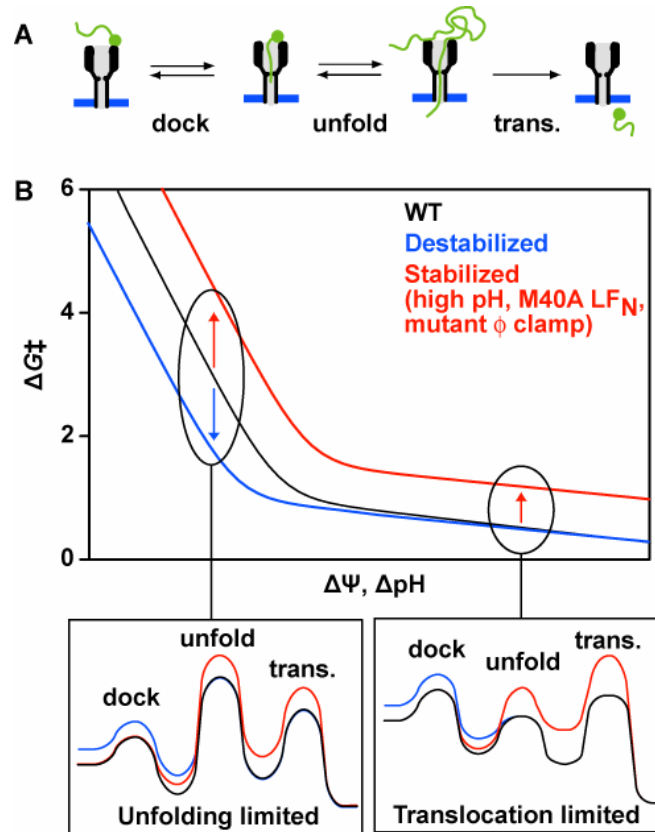 A
dock
unfold
trans.
B
6
4
2
0
ΔG‡
WT
Destabilized
Stabilized
(high pH, M40A LFN,
mutant ϕ clamp)
ΔΨ, ΔpH
dock
unfold
trans.
Unfolding limited
dock
unfold
trans.
Translocation limited